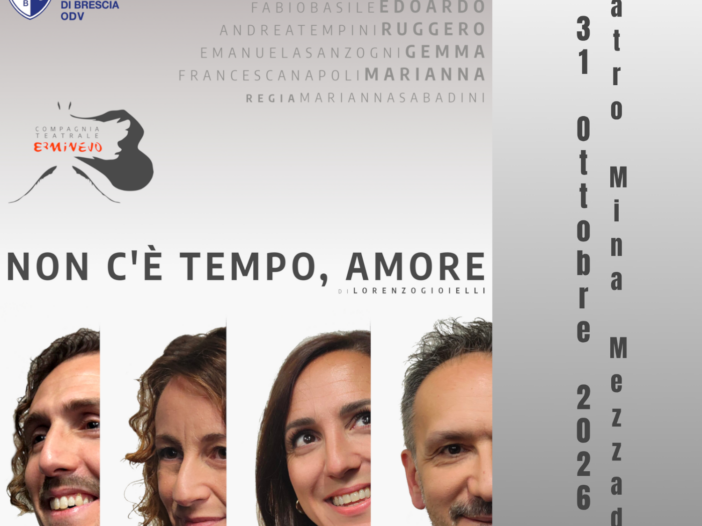 DI BRESCIA
ODV
FABIOBASILEEDOARDO
ANDREATEMPINIRUGGERO
EMANUELASANZOGNIGEMMA
FRANCESCANAPOLIMARIANNA
REGIAMARIANNASABADINI
COMPAGNIA
TEATRALE
ERMINEVO
NON C'È TEMPO, AMORE
DILORENZOGIOIELLI
31 Ottobre 2026
atro Mina Mezzad